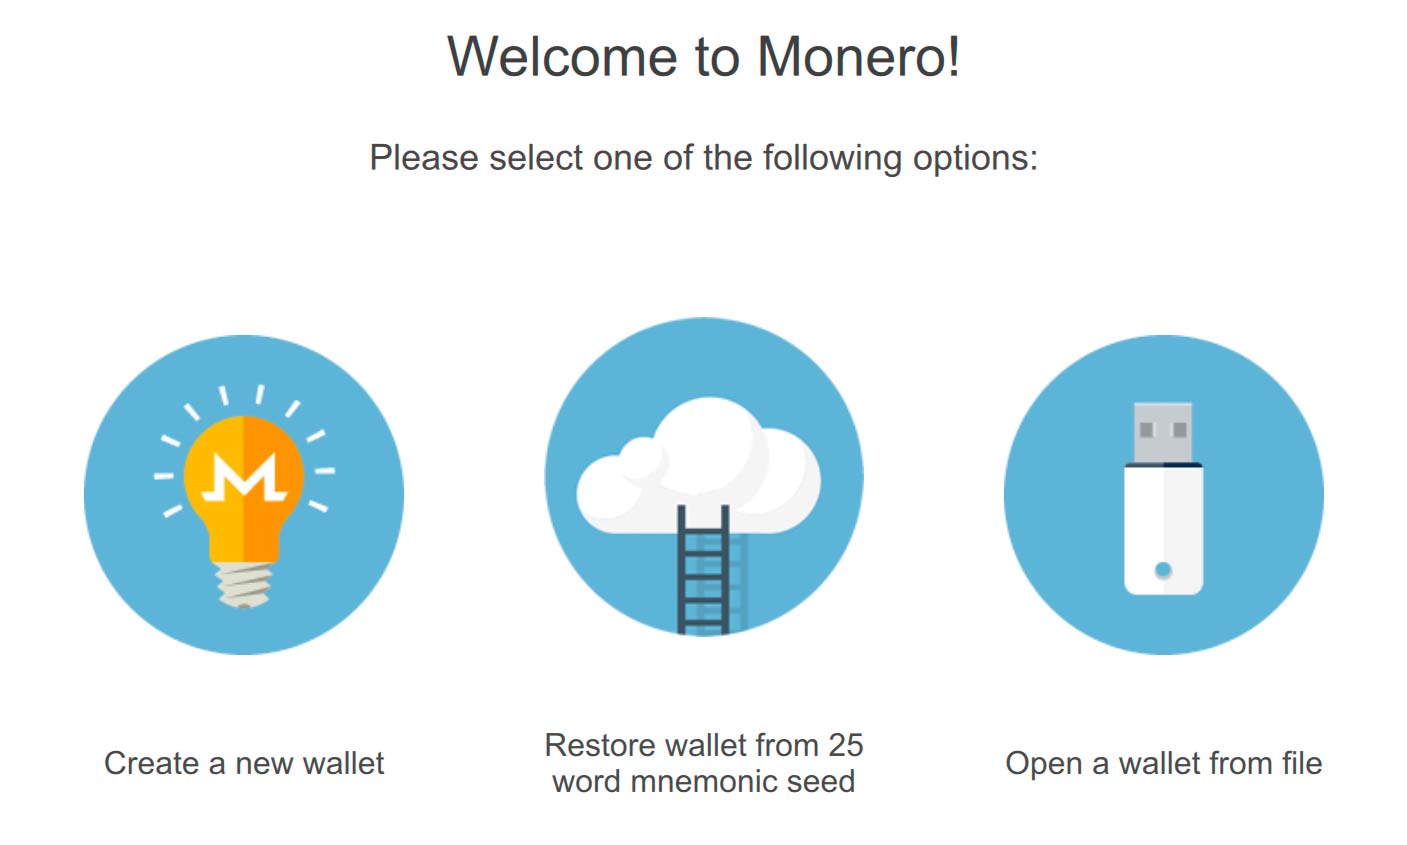 Welcome to Monero!
Please select one of the following options:
Create a new wallet
Restore wallet from 25
word mnemonic seed
Open a wallet from file